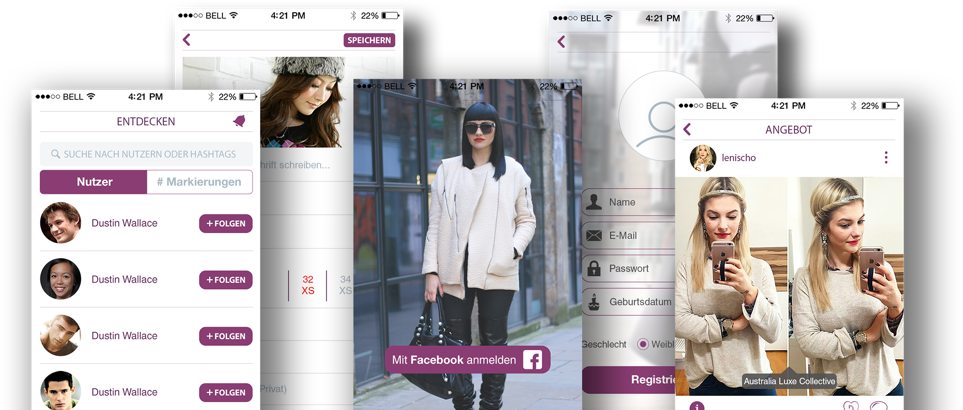 BELL 4:21 PM 22%
ENTDECKEN
SUCHE NACH NUTZERN ODER HASHTAGS
Nutzer # Markierungen
Dustin Wallace +FOLGEN
Dustin Wallace +FOLGEN
Dustin Wallace +FOLGEN
Dustin Wallace +FOLGEN
BELL 4:21 PM 22%
SPEICHERN
schreiben...
32 34
XS XS
Privat)
BELL 4:21 PM 22%
Mit Facebook anmelden
BELL 4:21 PM 22%
Name
E-Mail
Passwort
Geburtsdatum
Geschlecht
BELL 4:21 PM 22%
ANGEBOT
lenischo
Australia Luxe Collective